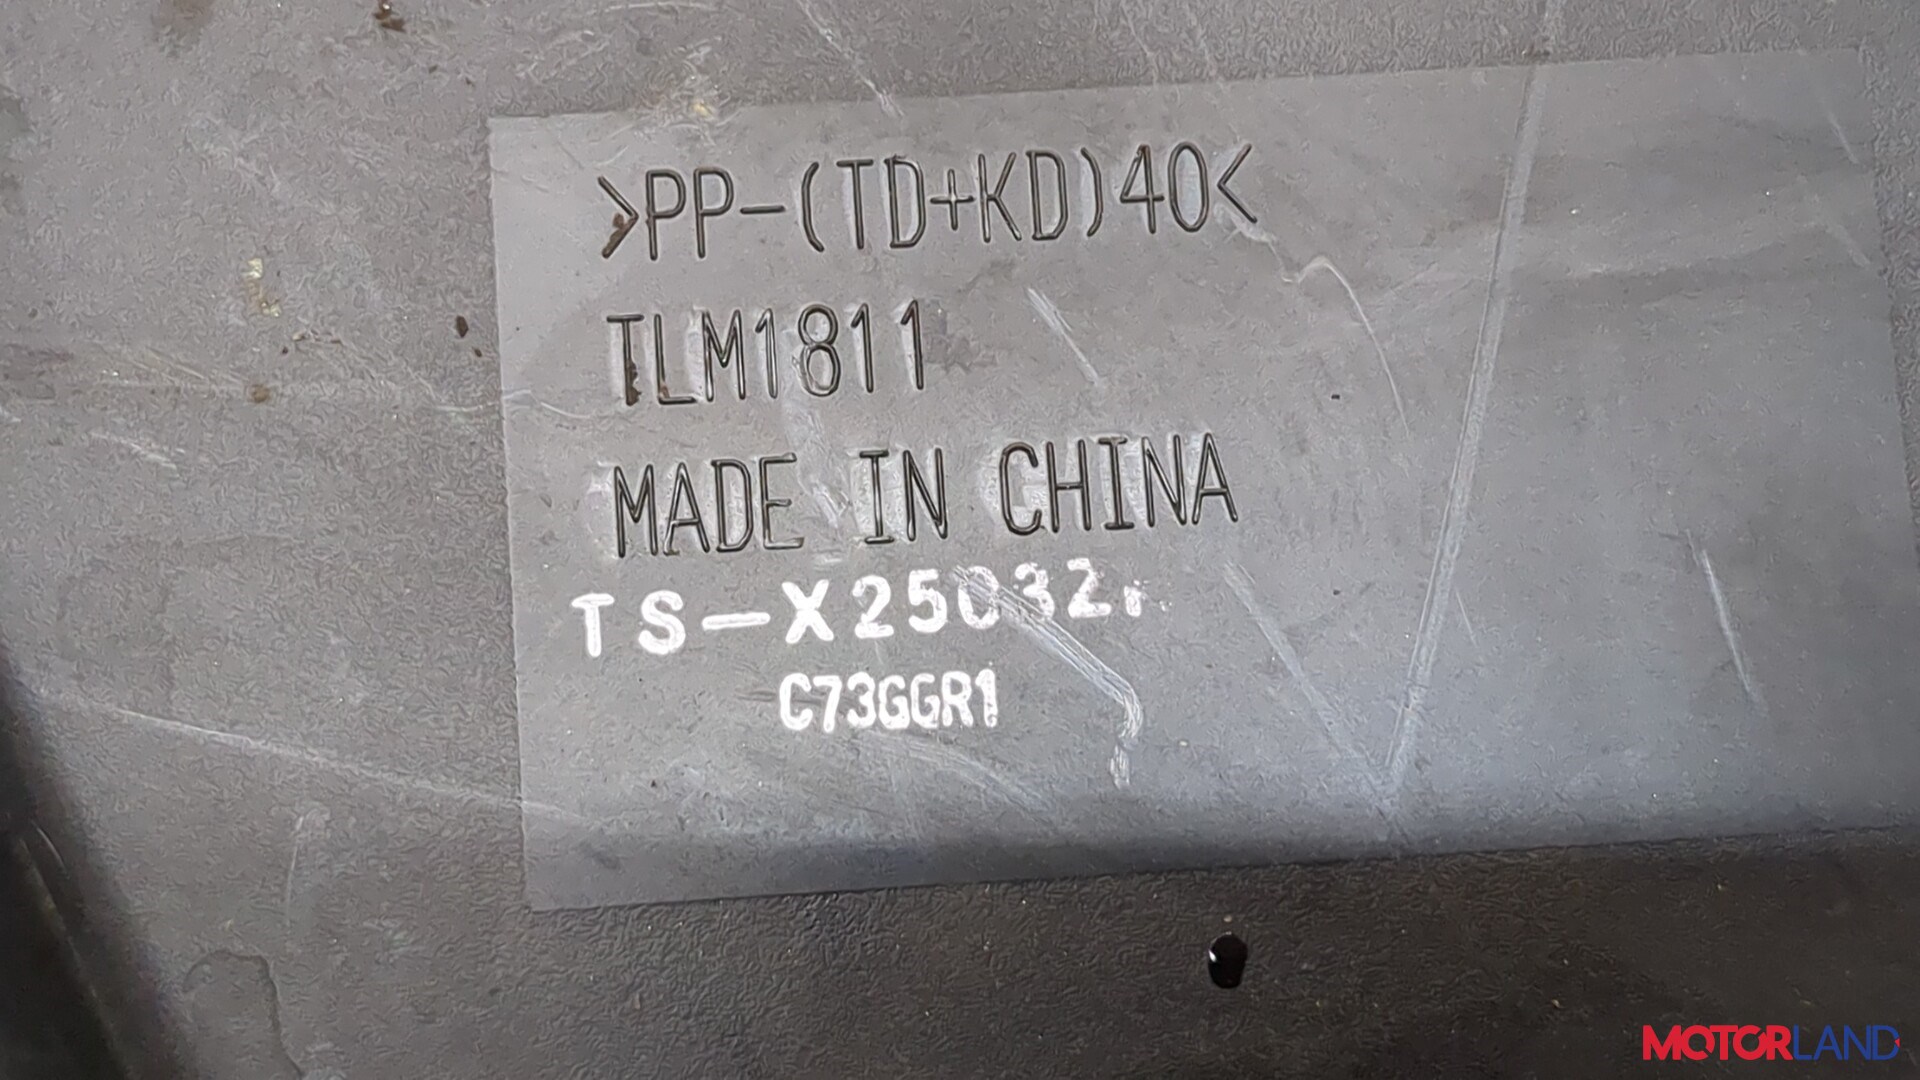 >PP-(TD+KD)40<
TLM1811
MADE IN CHINA
C73GGR1
MOTORLAND